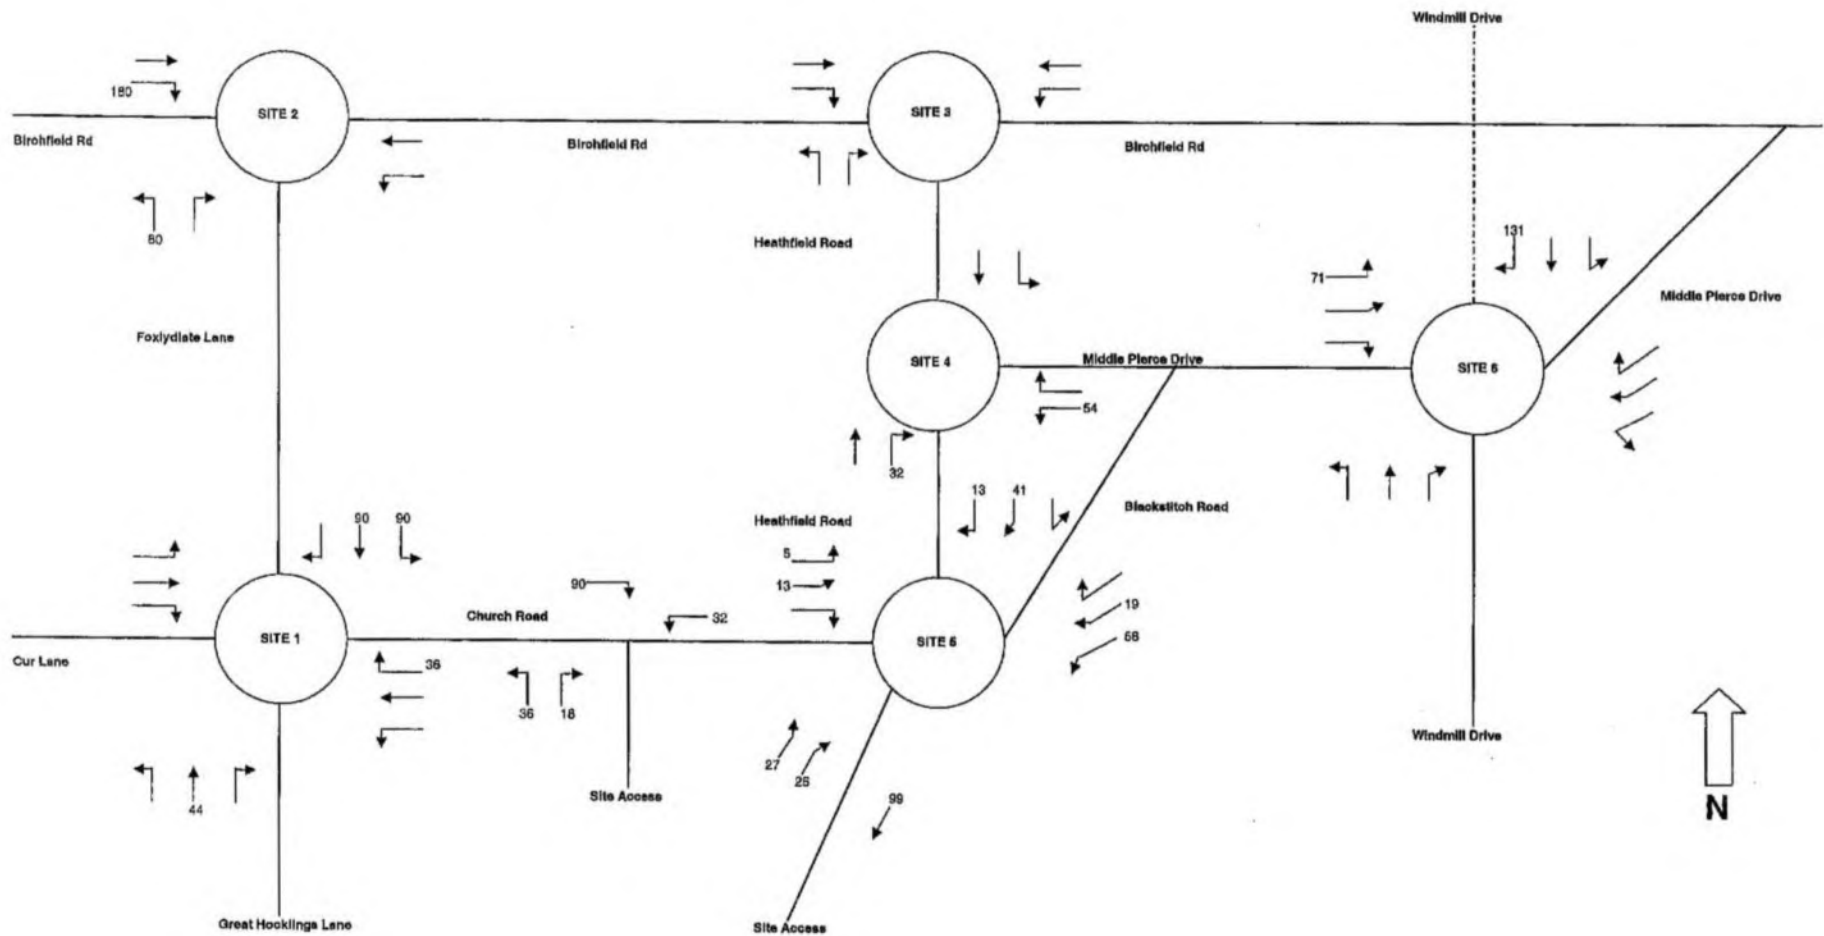 Windmill Drive
180
SITE 2
SITE 3
Birchfield Rd
Birchfield Rd
Birchfield Rd
80
131
Heathfield Road
71
Middle Pierce Drive
Foxlydiate Lane
SITE 4
Middle Pierce Drive
SITE 6
54
32
13
41
90
90
Heathfield Road
Blackstitch Road
5
90
13
19
Church Road
32
58
SITE 1
SITE 5
Cur Lane
36
36
18
27
26
Windmill Drive
Site Access
99
44
N
Great Hocklings Lane
Site Access